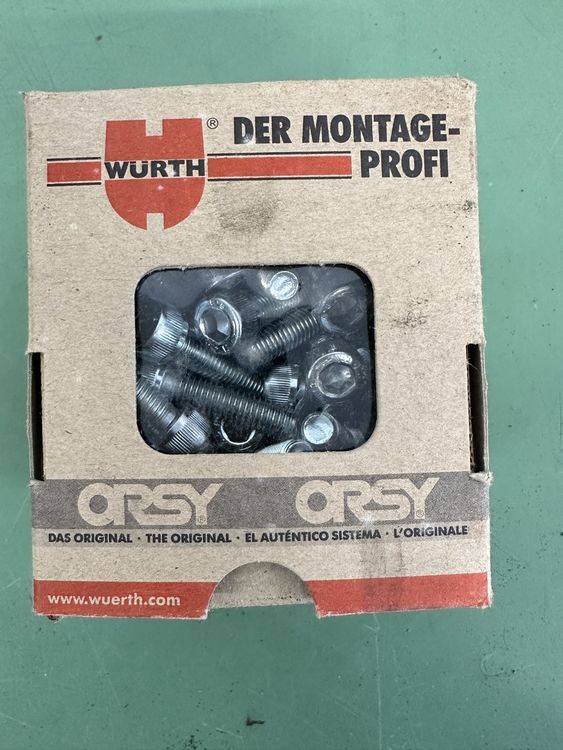 WÜRTH ®
DER MONTAGE-
PROFI
ORSY® ORSY®
DAS ORIGINAL · THE ORIGINAL · EL AUTÉNTICO SISTEMA · L'ORIGINALE
www.wuerth.com